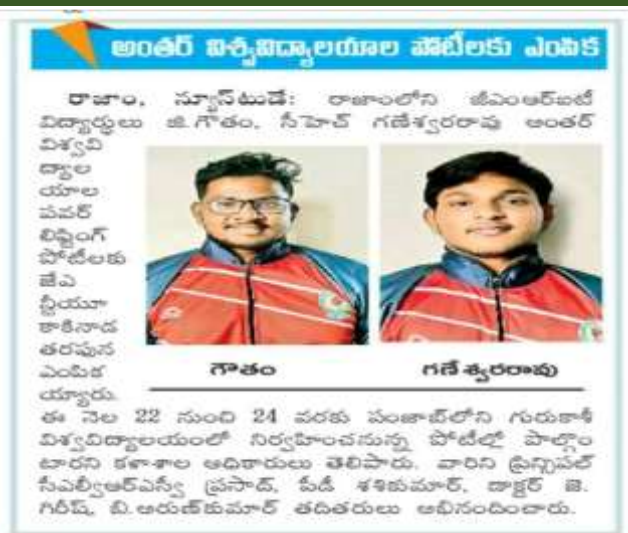 అంతర్ విశ్వవిద్యాలయాల పోటీలకు ఎంపిక
రాజాం, న్యూస్‌టుడే: రాజాంలోని జీఎంఆర్ఐటీ
విద్యార్థులు జి.గౌతం, సీహెచ్ గణేశ్వరరావు అంతర్
విశ్వవి
ద్యాల
యాల
పవర్
లిఫ్టింగ్
పోటీలకు
జేఎ
న్టీయూ
కాకినాడ
తరఫున
ఎంపిక
య్యారు.
గౌతం
గణేశ్వరరావు
ఈ నెల 22 నుంచి 24 వరకు పంజాబ్‌లోని గురుకాశీ
విశ్వవిద్యాలయంలో నిర్వహించనున్న పోటీల్లో పాల్గొం
టారని కళాశాల అధికారులు తెలిపారు. వారిని ప్రిన్సిపల్
సీఎల్వీఆర్ఎస్వీ ప్రసాద్, పీడీ శశికుమార్, డాక్టర్ జె.
గిరీష్, బి.అరుణ్‌కుమార్ తదితరులు అభినందించారు.